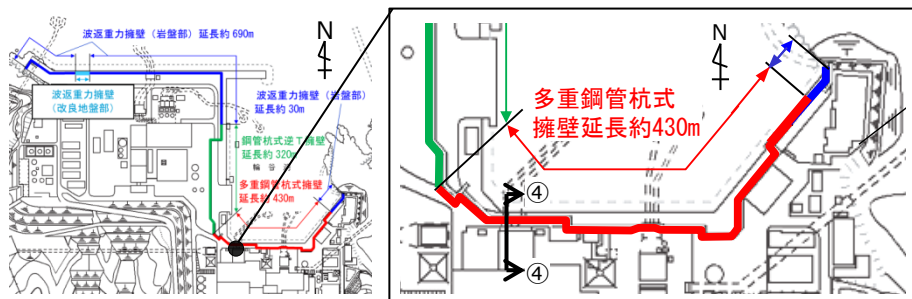 波返重力擁壁（岩盤部）延長約690m
N
波返重力擁壁
（改良地盤部）
波返重力擁壁（岩盤部）
延長約30m
鋼管杭式逆Ｔ擁壁
延長約320m
輪谷湾
多重鋼管杭式擁壁
延長約430m
N
多重鋼管杭式
擁壁延長約430m
④
④